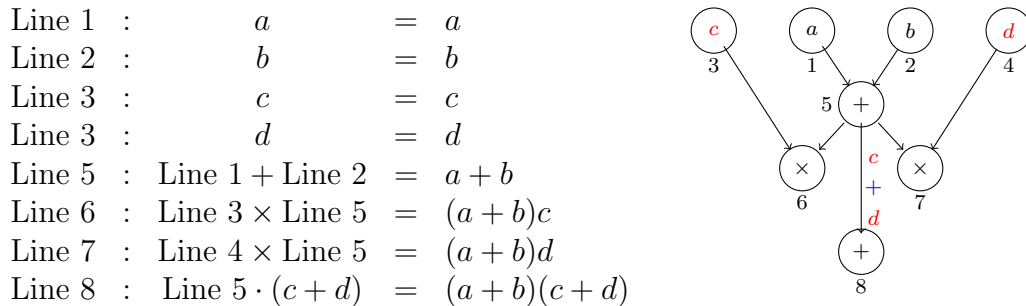 Line 1 : a = a
Line 2 : b = b
Line 3 : c = c
Line 3 : d = d
Line 5 : Line 1 + Line 2 = a + b
Line 6 : Line 3 × Line 5 = (a + b)c
Line 7 : Line 4 × Line 5 = (a + b)d
Line 8 : Line 5 · (c + d) = (a + b)(c + d)
c a b d
3 1 2 4
5 +
× c ×
6 + 7
d
+
8